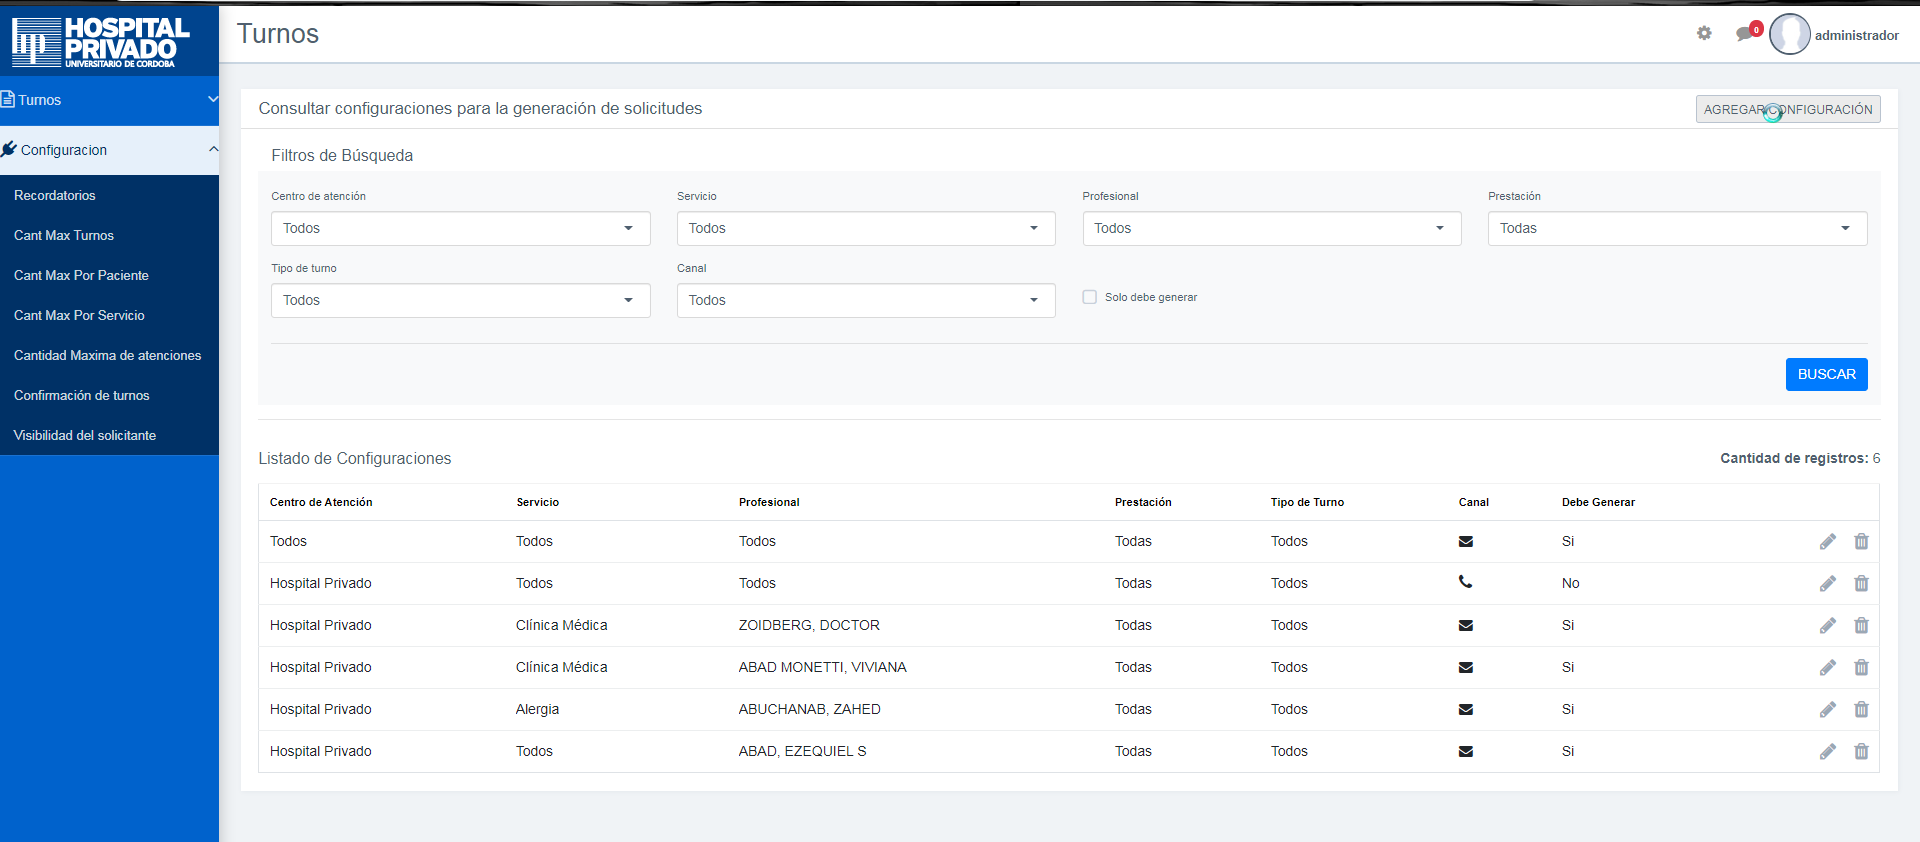 HOSPITAL
PRIVADO
UNIVERSITARIO DE CORDOBA
Turnos
0
administrador
Turnos
Configuracion
Recordatorios
Cant Max Turnos
Cant Max Por Paciente
Cant Max Por Servicio
Cantidad Maxima de atenciones
Confirmación de turnos
Visibilidad del solicitante
Consultar configuraciones para la generación de solicitudes
AGREGAR CONFIGURACIÓN
Filtros de Búsqueda
Centro de atención Servicio Profesional Prestación
Todos Todos Todos Todas
Tipo de turno Canal
Todos Todos Solo debe generar
BUSCAR
Listado de Configuraciones Cantidad de registros: 6
Centro de Atención Servicio Profesional Prestación Tipo de Turno Canal Debe Generar
Todos Todos Todos Todas Todos Si
Hospital Privado Todos Todos Todas Todos No
Hospital Privado Clínica Médica ZOIDBERG, DOCTOR Todas Todos Si
Hospital Privado Clínica Médica ABAD MONETTI, VIVIANA Todas Todos Si
Hospital Privado Alergia ABUCHANAB, ZAHED Todas Todos Si
Hospital Privado Todos ABAD, EZEQUIEL S Todas Todos Si